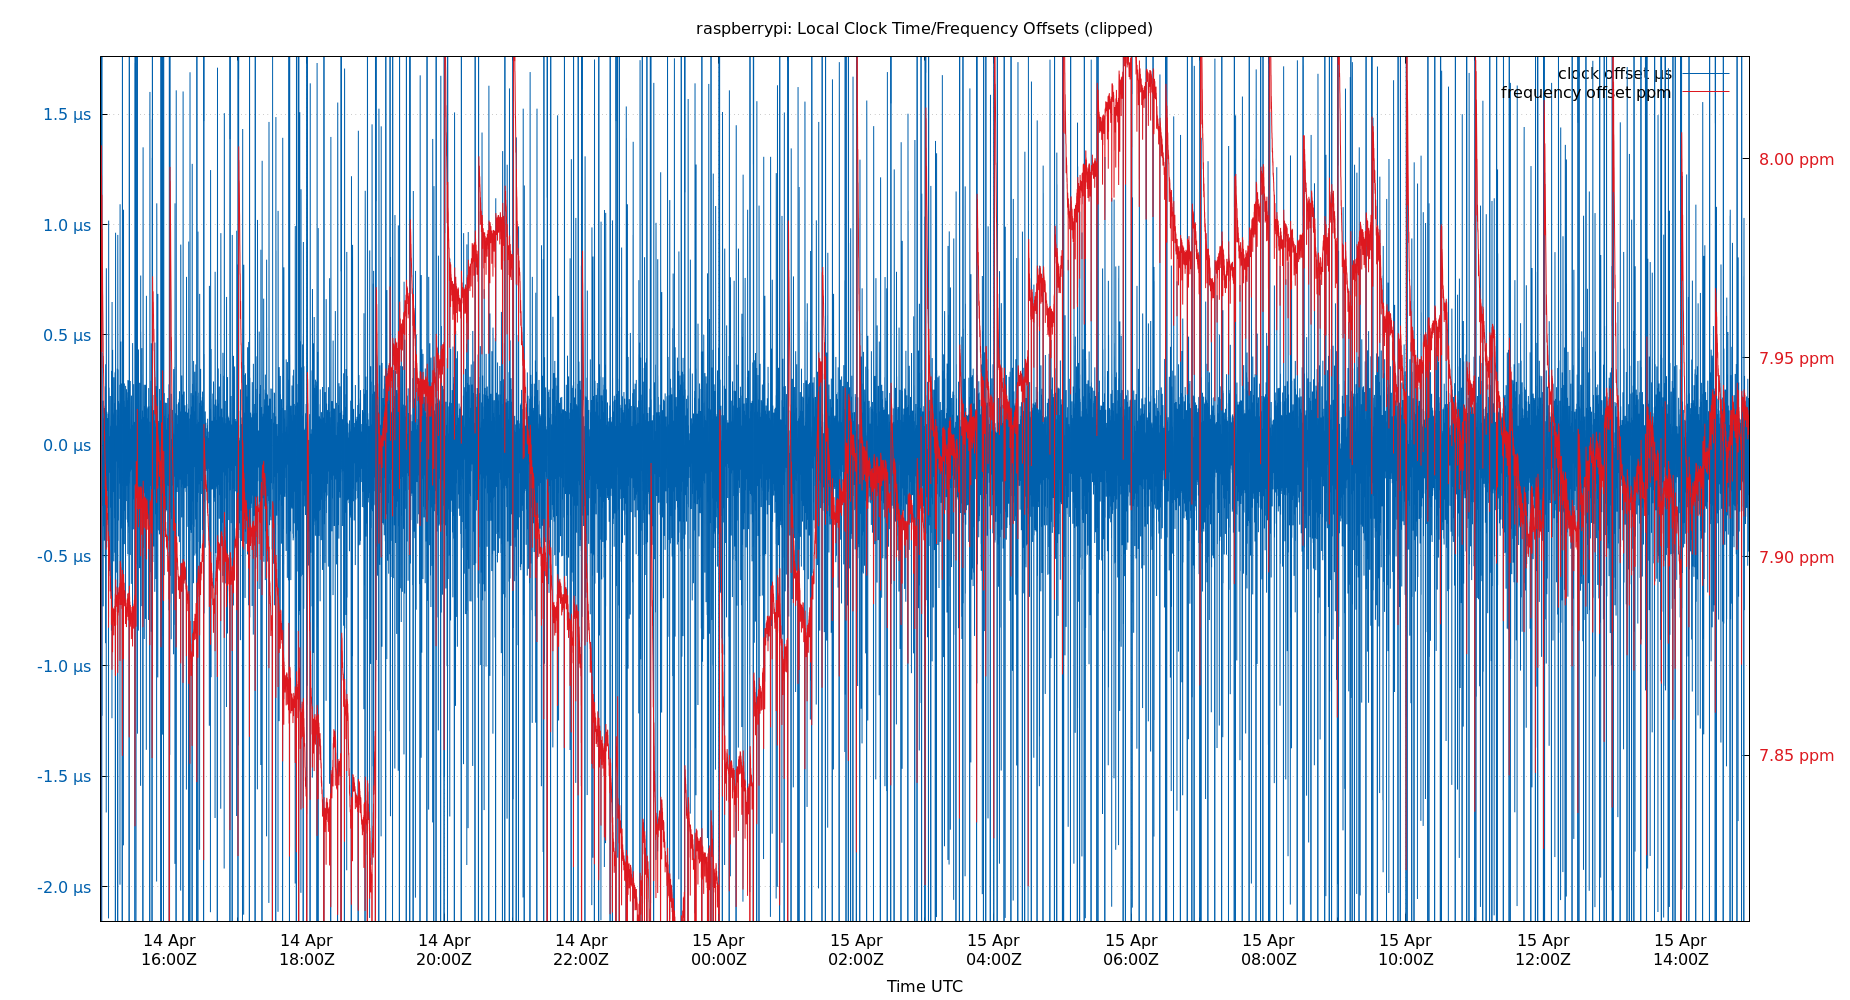 raspberrypi: Local Clock Time/Frequency Offsets (clipped)
clock offset µs
frequency offset ppm
1.5 µs
1.0 µs
0.5 µs
0.0 µs
-0.5 µs
-1.0 µs
-1.5 µs
-2.0 µs
8.00 ppm
7.95 ppm
7.90 ppm
7.85 ppm
14 Apr
16:00Z
14 Apr
18:00Z
14 Apr
20:00Z
14 Apr
22:00Z
15 Apr
00:00Z
15 Apr
02:00Z
15 Apr
04:00Z
15 Apr
06:00Z
15 Apr
08:00Z
15 Apr
10:00Z
15 Apr
12:00Z
15 Apr
14:00Z
Time UTC